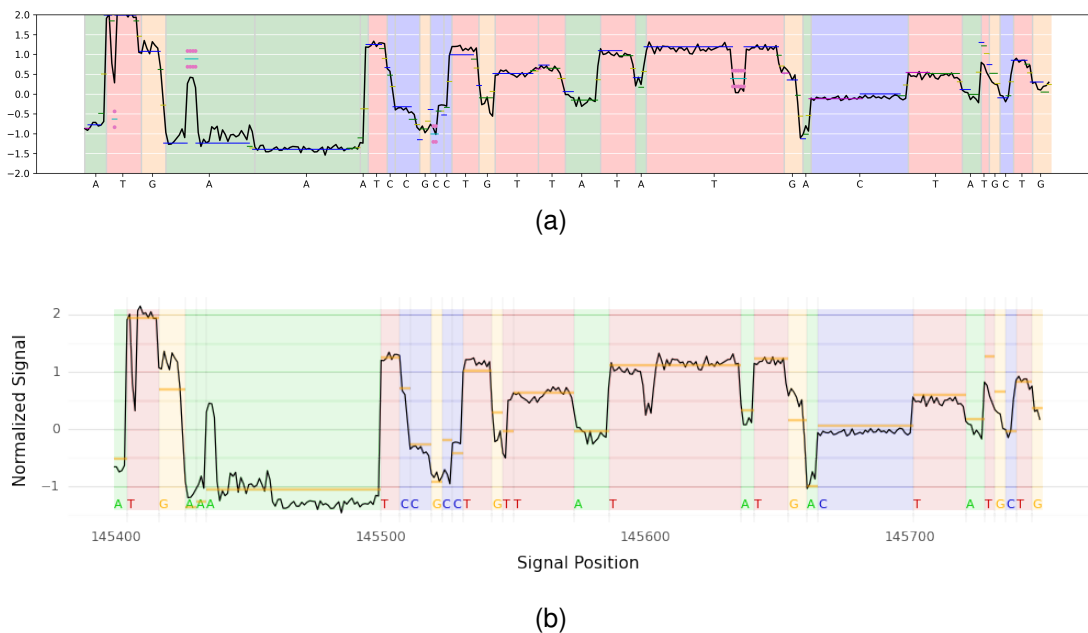 2.0
1.5
1.0
0.5
0.0
−0.5
−1.0
−1.5
−2.0
A T G A A A T C C G C C T G T T A T A T G A C T A T G C T G
(a)
Normalized Signal
2
1
0
−1
A T G A A A T C C G C C T G T T A T A T G A C T A T G C T G
145400 145500 145600 145700
Signal Position
(b)